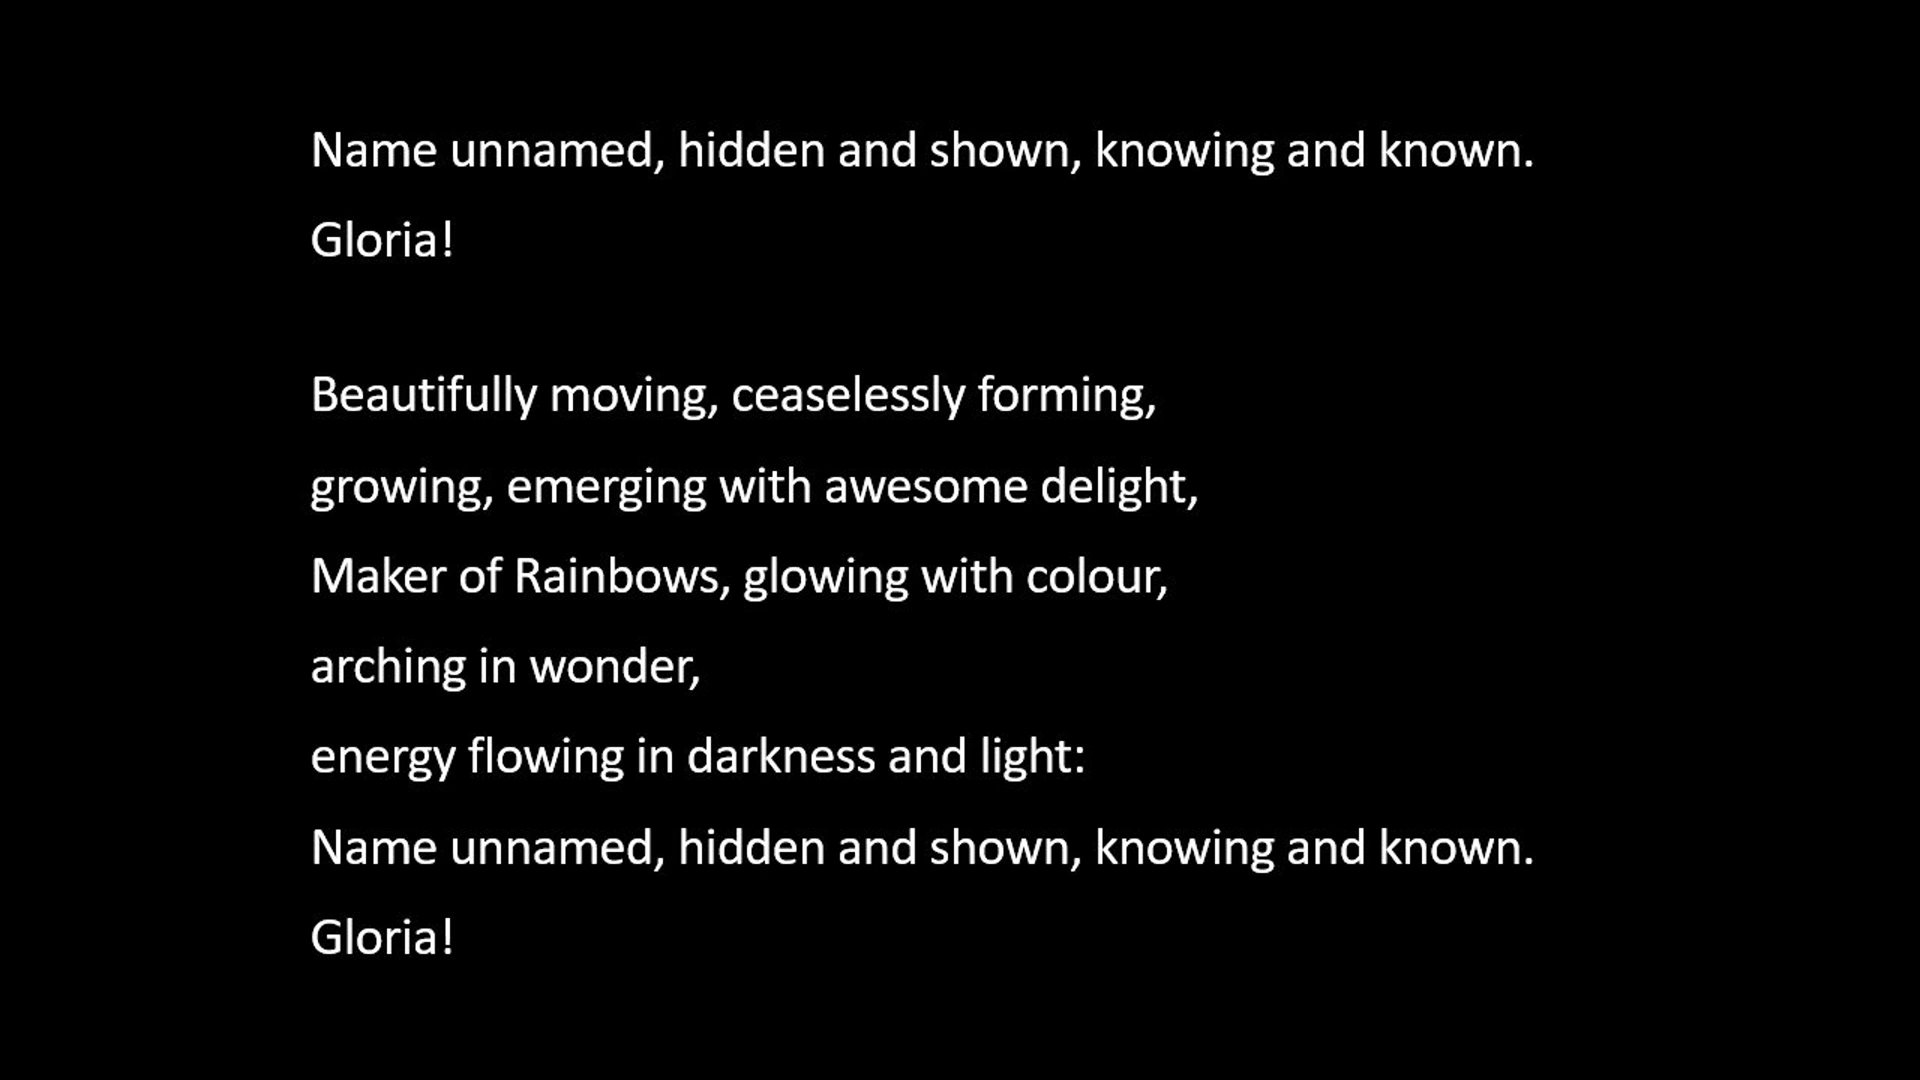 Name unnamed, hidden and shown, knowing and known.
Gloria!
Beautifully moving, ceaselessly forming,
growing, emerging with awesome delight,
Maker of Rainbows, glowing with colour,
arching in wonder,
energy flowing in darkness and light:
Name unnamed, hidden and shown, knowing and known.
Gloria!